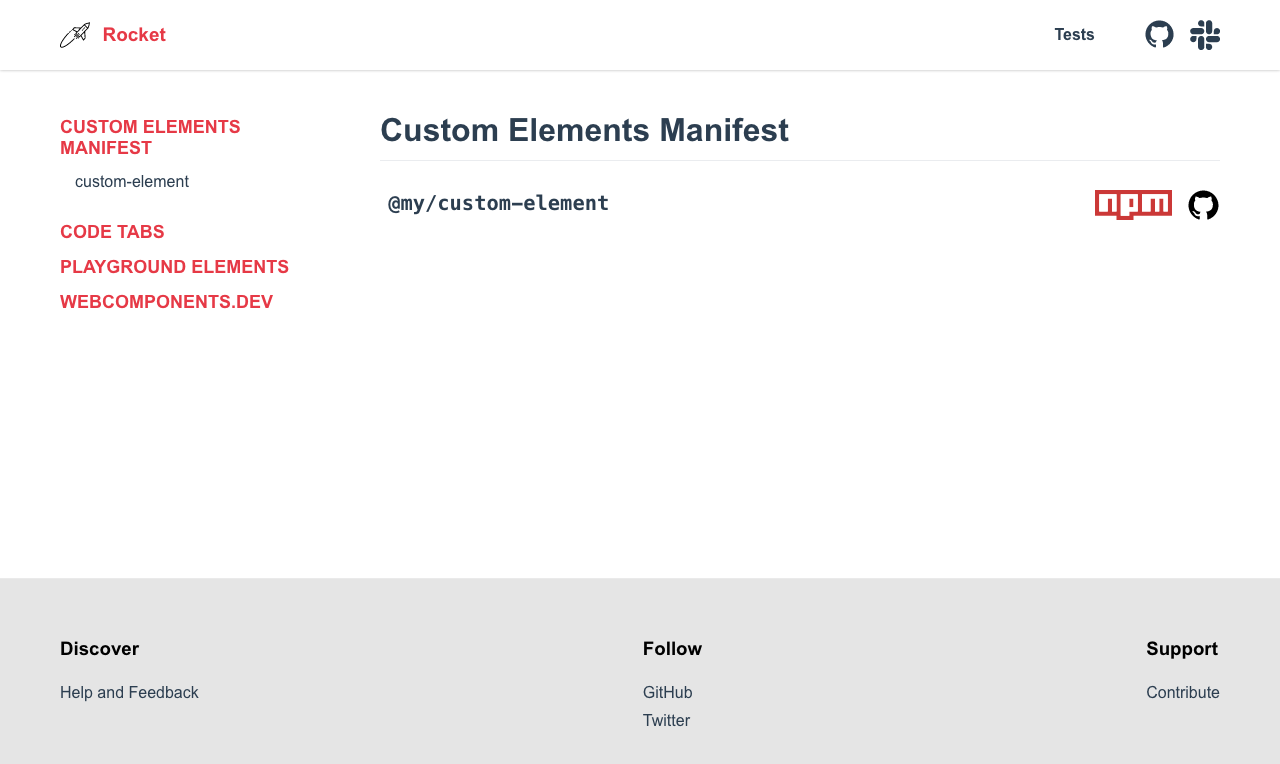 Rocket
Tests
CUSTOM ELEMENTS
MANIFEST
custom-element
CODE TABS
PLAYGROUND ELEMENTS
WEBCOMPONENTS.DEV
Custom Elements Manifest
@my/custom-element
npm
Discover
Help and Feedback
Follow
GitHub
Twitter
Support
Contribute